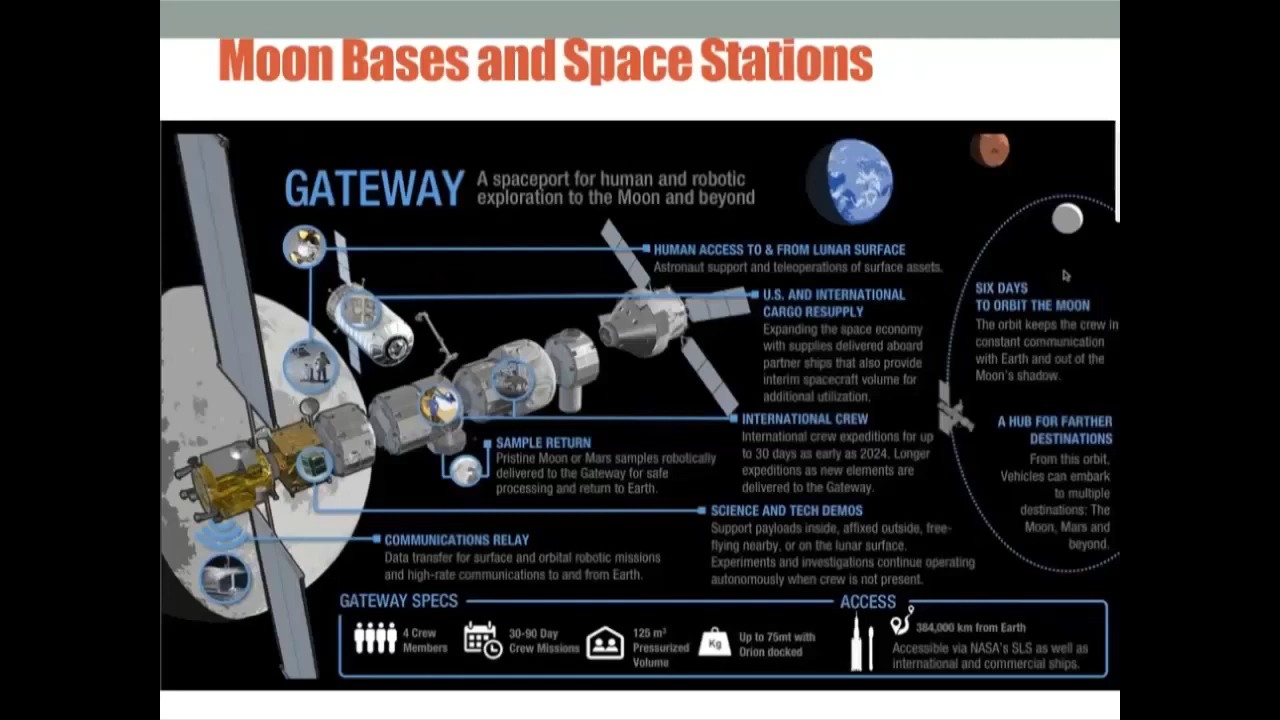 Moon Bases and Space Stations
GATEWAY
A spaceport for human and robotic
exploration to the Moon and beyond
HUMAN ACCESS TO & FROM LUNAR SURFACE
Astronaut support and teleoperations of surface assets.
U.S. AND INTERNATIONAL
CARGO RESUPPLY
Expanding the space economy
with supplies delivered aboard
partner ships that also provide
interim spacecraft volume for
additional utilization.
SIX DAYS
TO ORBIT THE MOON
The orbit keeps the crew in
constant communication
with Earth and out of the
Moon's shadow.
INTERNATIONAL CREW
International crew expeditions for up
to 30 days as early as 2024. Longer
expeditions as new elements are
delivered to the Gateway.
A HUB FOR FARTHER
DESTINATIONS
From this orbit,
Vehicles can embark
to multiple
destinations: The
Moon, Mars and
beyond.
SAMPLE RETURN
Pristine Moon or Mars samples robotically
delivered to the Gateway for safe
processing and return to Earth.
SCIENCE AND TECH DEMOS
Support payloads inside, affixed outside, free-
flying nearby, or on the lunar surface.
Experiments and investigations continue operating
autonomously when crew is not present.
COMMUNICATIONS RELAY
Data transfer for surface and orbital robotic missions
and high-rate communications to and from Earth.
GATEWAY SPECS
4 Crew
Members
30-90 Day
Crew Missions
125 m³
Pressurized
Volume
Kg
Up to 75mt with
Orion docked
ACCESS
384,000 km from Earth
Accessible via NASA's SLS as well as
international and commercial ships.